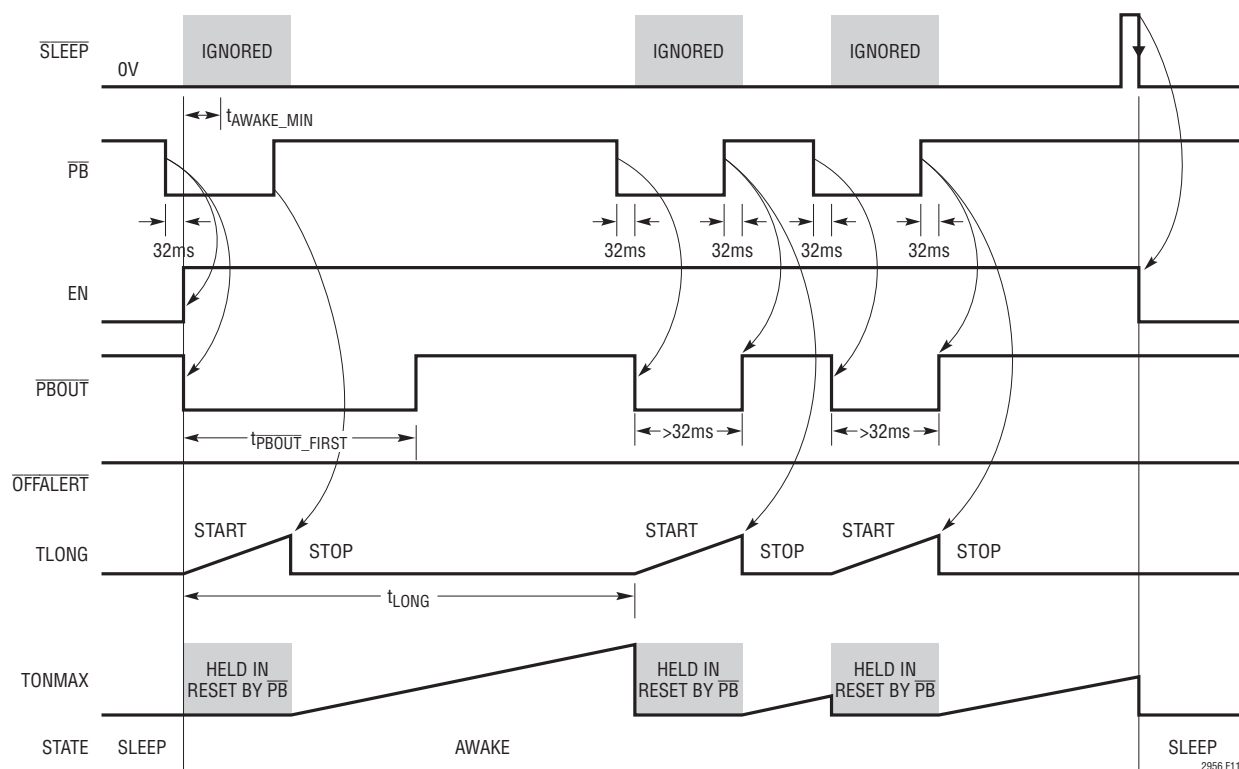 SLEEP
IGNORED
IGNORED
IGNORED
0V
tAWAKE_MIN
PB
32ms
32ms
32ms
32ms
32ms
EN
PBOUT
tPBOUT_FIRST
>32ms
>32ms
OFFALERT
TLONG
START
STOP
START
STOP
START
STOP
tLONG
TONMAX
HELD IN
RESET BY PB
HELD IN
RESET BY PB
HELD IN
RESET BY PB
STATE
SLEEP
AWAKE
SLEEP
2956 F11